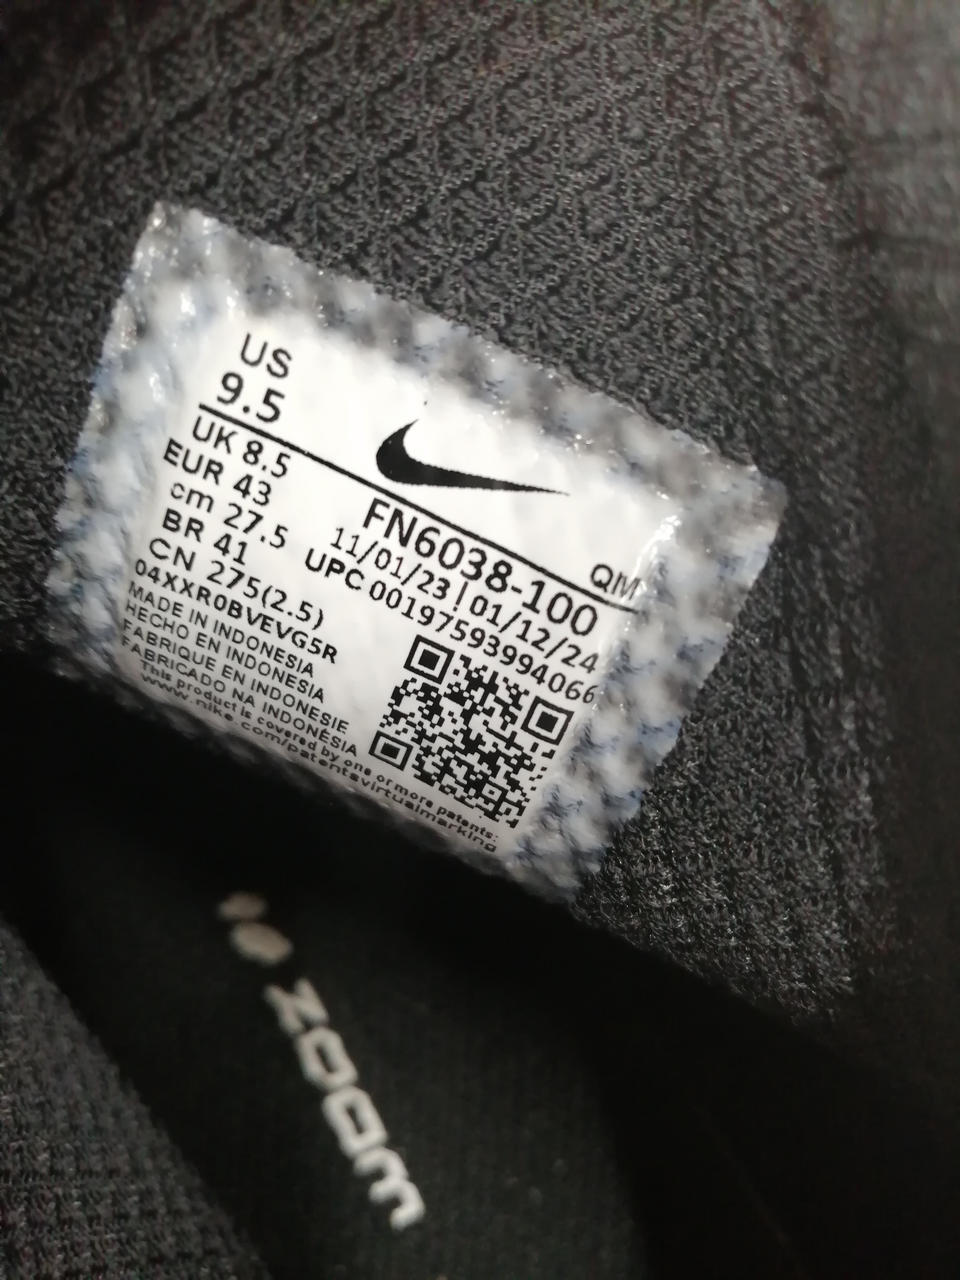 US
9.5
UK 8.5
EUR 43
cm 27.5
BR 41
CN 275(2.5)
04XXR0BVEVG5R
QM
FN6038-100
11/01/23 | 01/12/24
UPC 00197593994066
MADE IN INDONESIA
HECHO EN INDONESIA
FABRIQUE EN INDONESIE
FABRICADO NA INDONÉSIA
This product is covered by one or more patents:
www.nike.com/patentsvirtualmarking
zoom